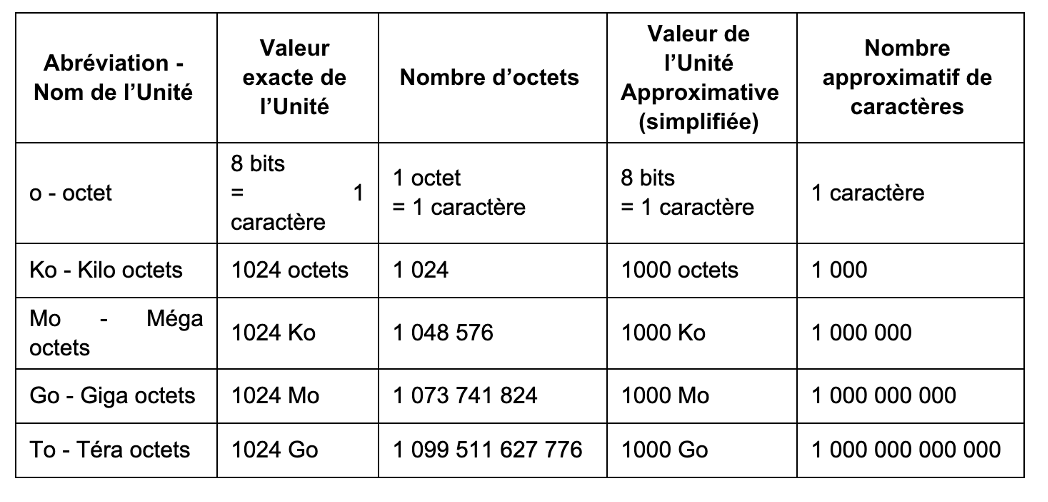 Abréviation -
Nom de l’Unité
Valeur
exacte de
l’Unité
Nombre d’octets
Valeur de
l’Unité
Approximative
(simplifiée)
Nombre
approximatif de
caractères
o - octet
8 bits
= 1
caractère
1 octet
= 1 caractère
8 bits
= 1 caractère
1 caractère
Ko - Kilo octets
1024 octets
1 024
1000 octets
1 000
Mo - Méga
octets
1024 Ko
1 048 576
1000 Ko
1 000 000
Go - Giga octets
1024 Mo
1 073 741 824
1000 Mo
1 000 000 000
To - Téra octets
1024 Go
1 099 511 627 776
1000 Go
1 000 000 000 000